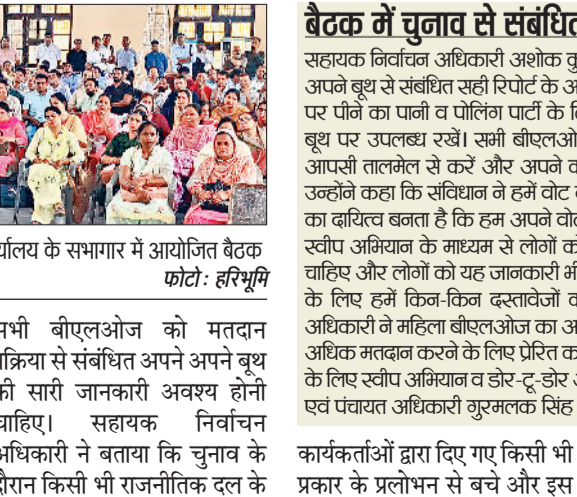 र्यालय के सभागार में आयोजित बैठक
फोटो : हरिभूमि
सभी बीएलओज को मतदान
प्रक्रिया से संबंधित अपने अपने बूथ
की सारी जानकारी अवश्य होनी
चाहिए। सहायक निर्वाचन
अधिकारी ने बताया कि चुनाव के
दौरान किसी भी राजनीतिक दल के
बैठक में चुनाव से संबंधित
सहायक निर्वाचन अधिकारी अशोक कु
अपने बूथ से संबंधित सही रिपोर्ट के अ
पर पीने का पानी व पोलिंग पार्टी के लि
बूथ पर उपलब्ध रखें। सभी बीएलओ
आपसी तालमेल से करें और अपने व
उन्होंने कहा कि संविधान ने हमें वोट
का दायित्व बनता है कि हम अपने वो
स्वीप अभियान के माध्यम से लोगों को
चाहिए और लोगों को यह जानकारी भी
के लिए हमें किन-किन दस्तावेजों व
अधिकारी ने महिला बीएलओज का अ
अधिक मतदान करने के लिए प्रेरित क
के लिए स्वीप अभियान व डोर-टू-डोर
एवं पंचायत अधिकारी गुरमलक सिंह
कार्यकर्ताओं द्वारा दिए गए किसी भी
प्रकार के प्रलोभन से बचे और इस